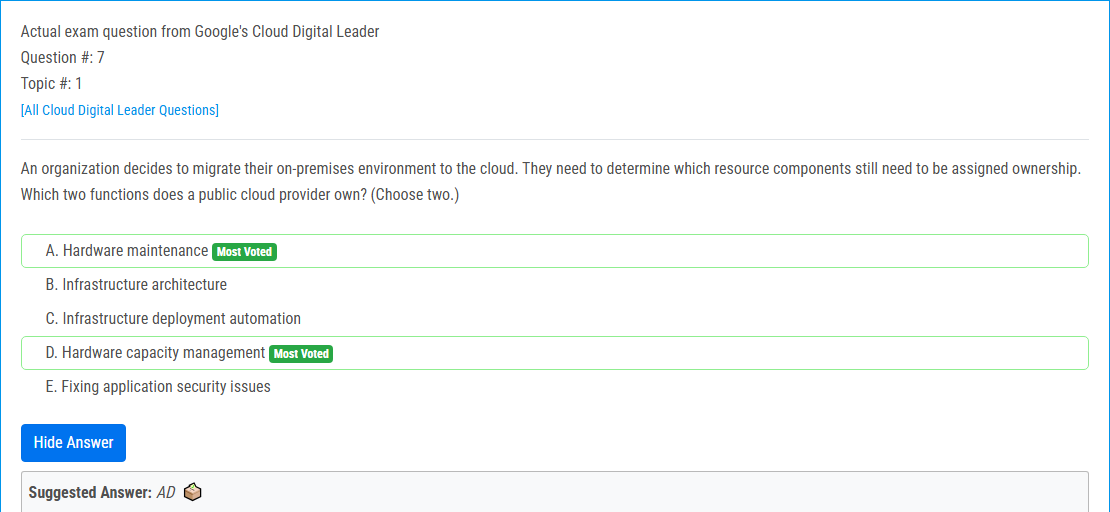 Actual exam question from Google's Cloud Digital Leader
Question #: 7
Topic #: 1
[All Cloud Digital Leader Questions]
An organization decides to migrate their on-premises environment to the cloud. They need to determine which resource components still need to be assigned ownership.
Which two functions does a public cloud provider own? (Choose two.)
A. Hardware maintenance Most Voted
B. Infrastructure architecture
C. Infrastructure deployment automation
D. Hardware capacity management Most Voted
E. Fixing application security issues
Hide Answer
Suggested Answer: AD